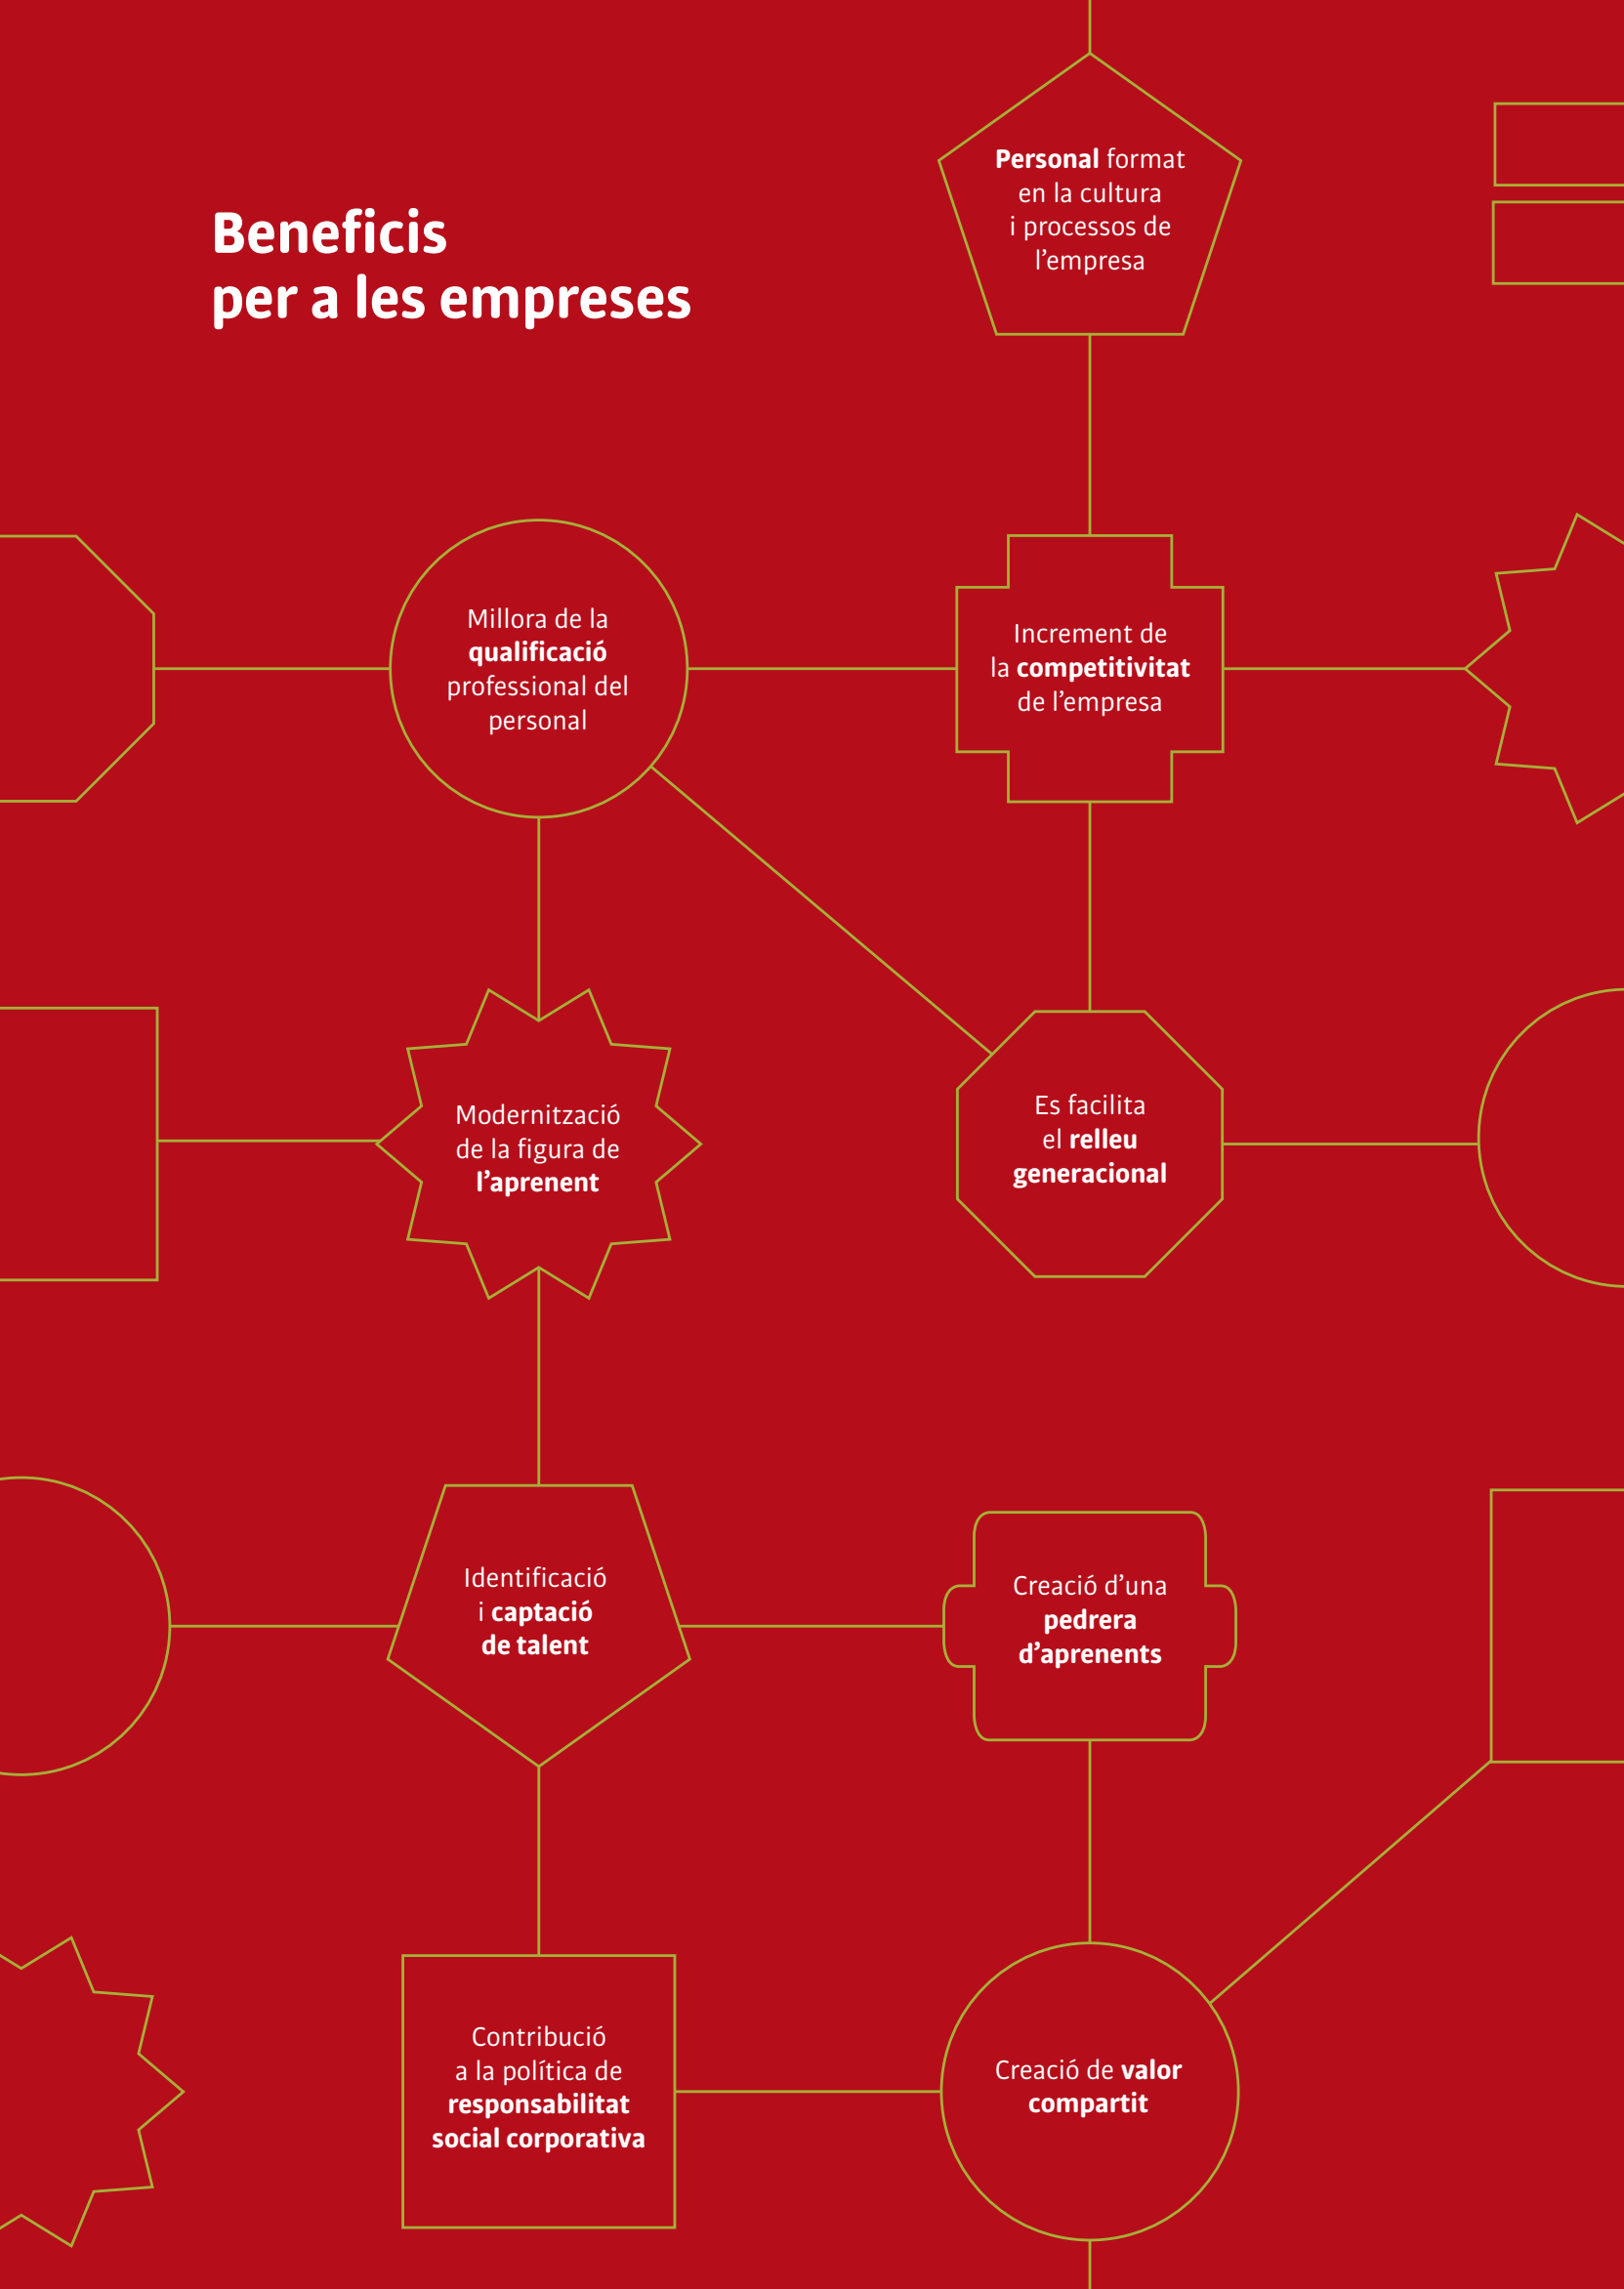 Beneficis
per a les empreses
Personal format
en la cultura
i processos de
l’empresa
Millora de la
qualificació
professional del
personal
Increment de
la competitivitat
de l’empresa
Modernització
de la figura de
l’aprenent
Es facilita
el relleu
generacional
Identificació
i captació
de talent
Creació d’una
pedrera
d’aprenents
Contribució
a la política de
responsabilitat
social corporativa
Creació de valor
compartit